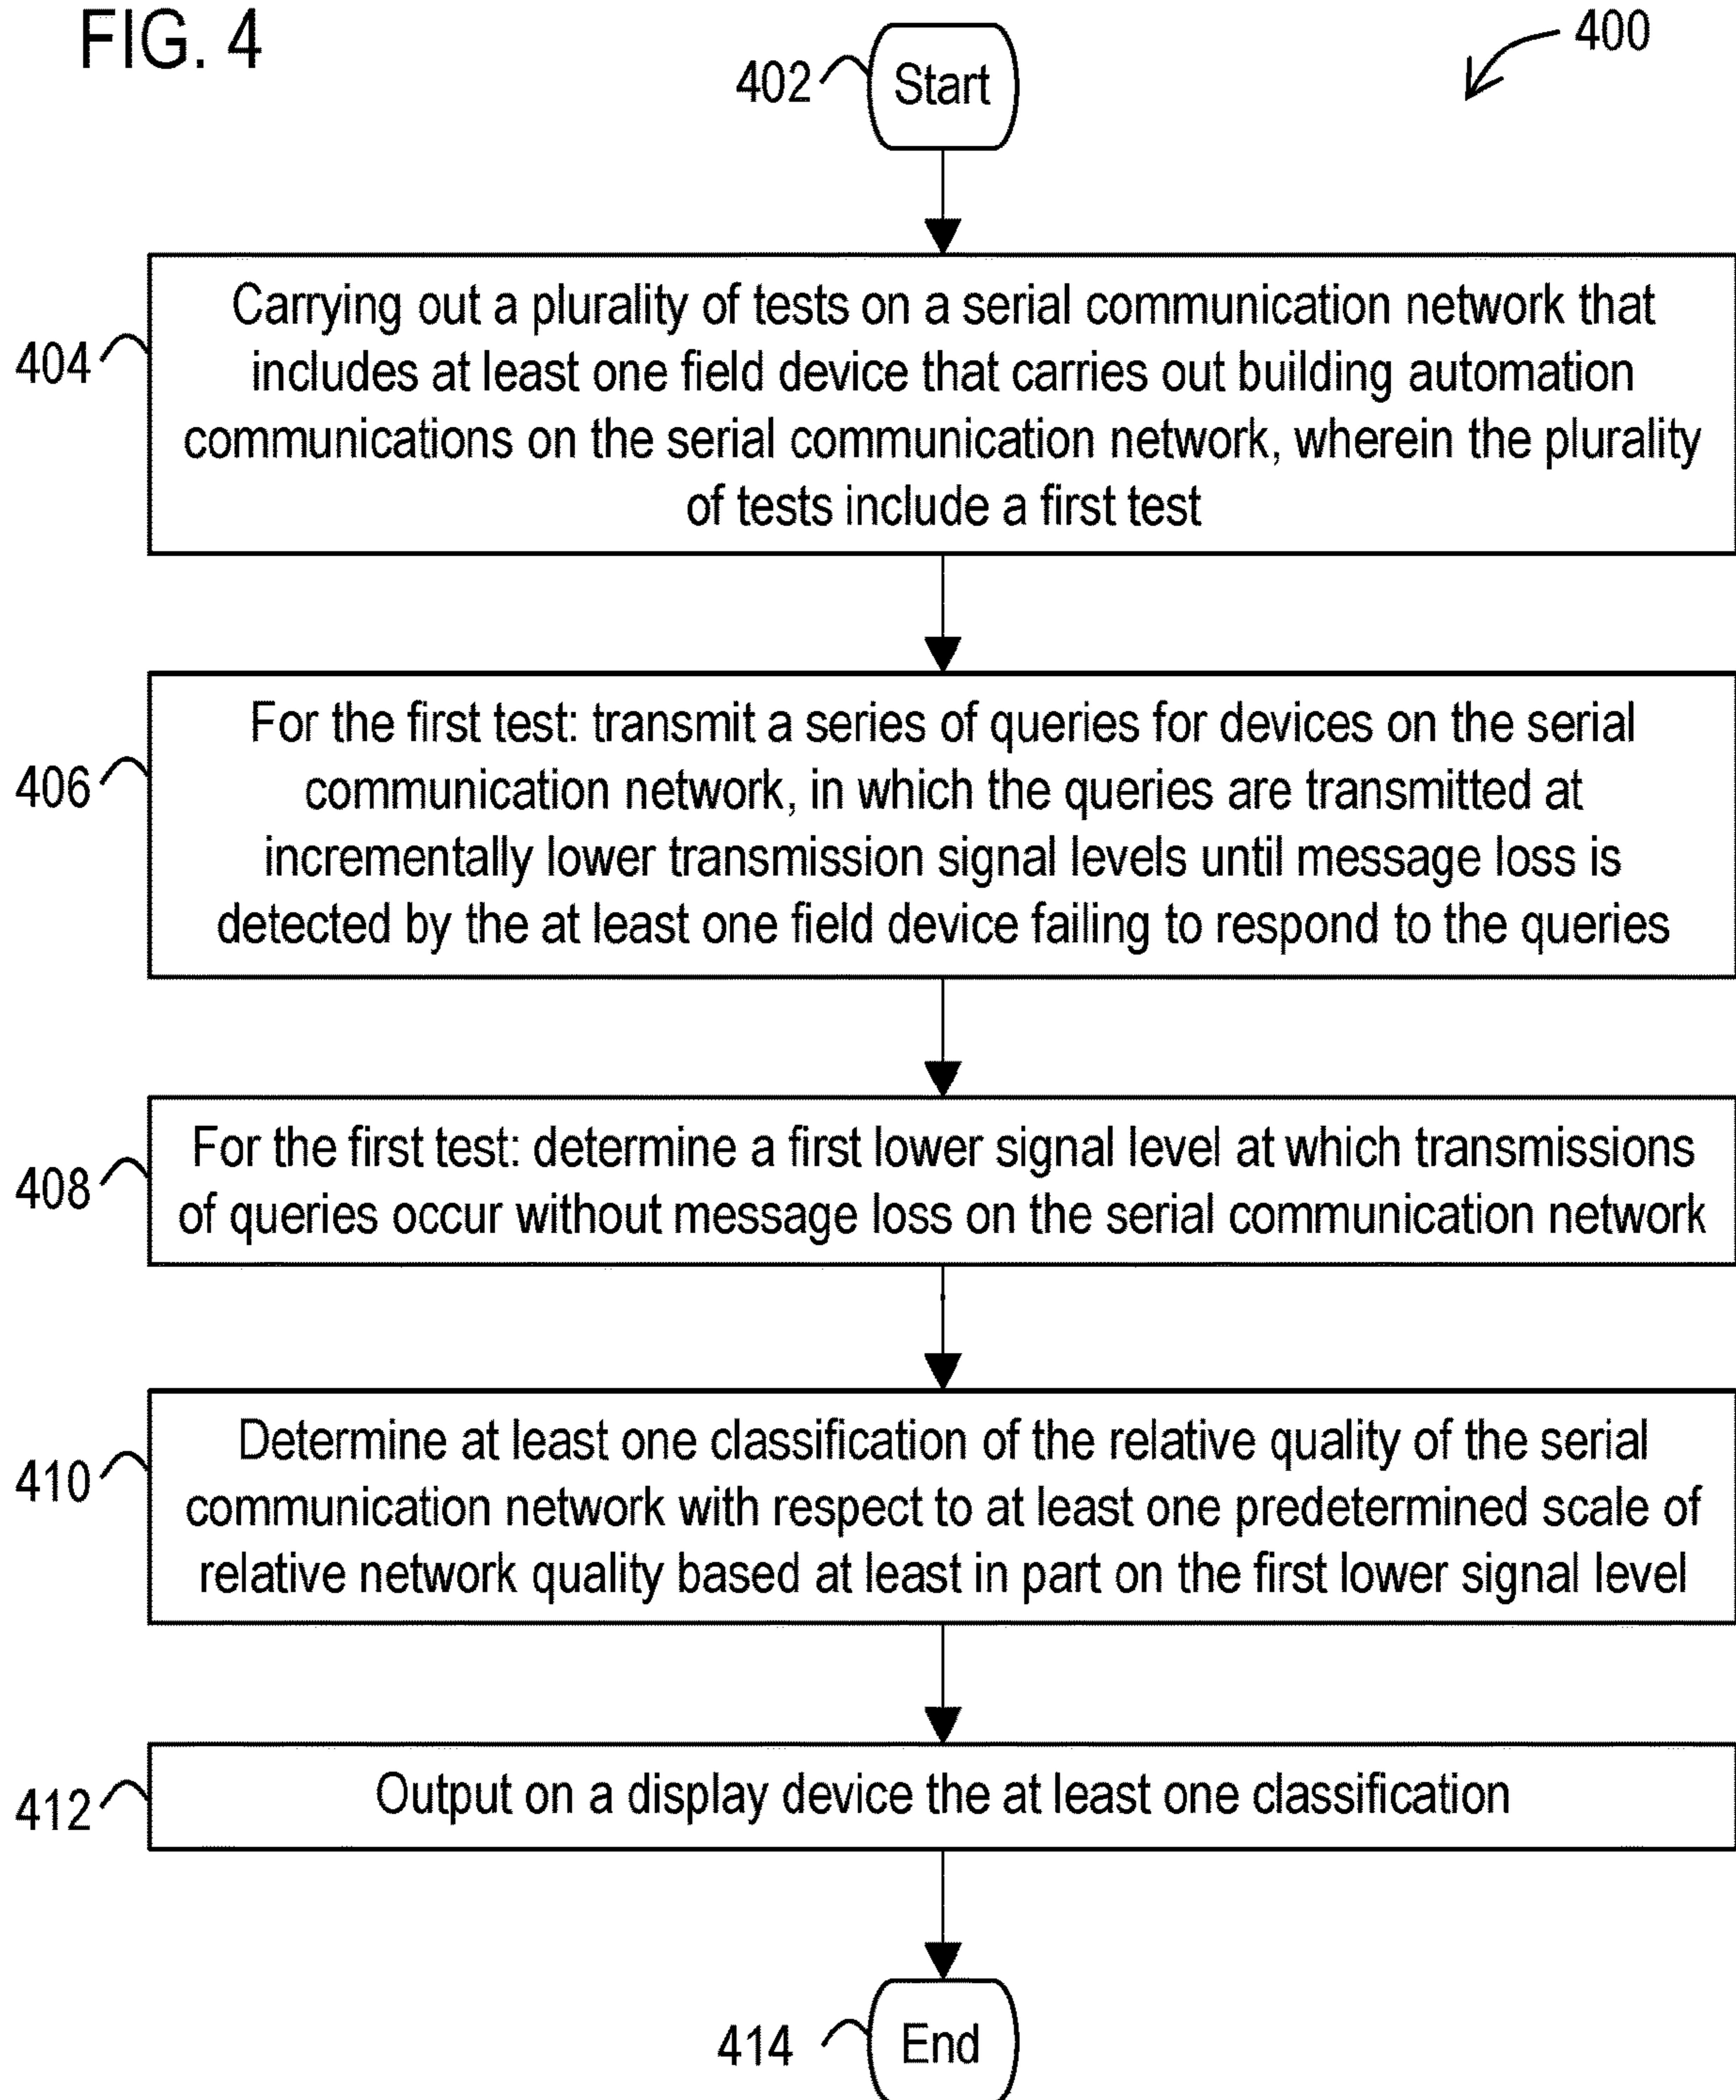 FIG. 4
400
402
Start
404
Carrying out a plurality of tests on a serial communication network that
includes at least one field device that carries out building automation
communications on the serial communication network, wherein the plurality
of tests include a first test
406
For the first test: transmit a series of queries for devices on the serial
communication network, in which the queries are transmitted at
incrementally lower transmission signal levels until message loss is
detected by the at least one field device failing to respond to the queries
408
For the first test: determine a first lower signal level at which transmissions
of queries occur without message loss on the serial communication network
410
Determine at least one classification of the relative quality of the serial
communication network with respect to at least one predetermined scale of
relative network quality based at least in part on the first lower signal level
412
Output on a display device the at least one classification
414
End